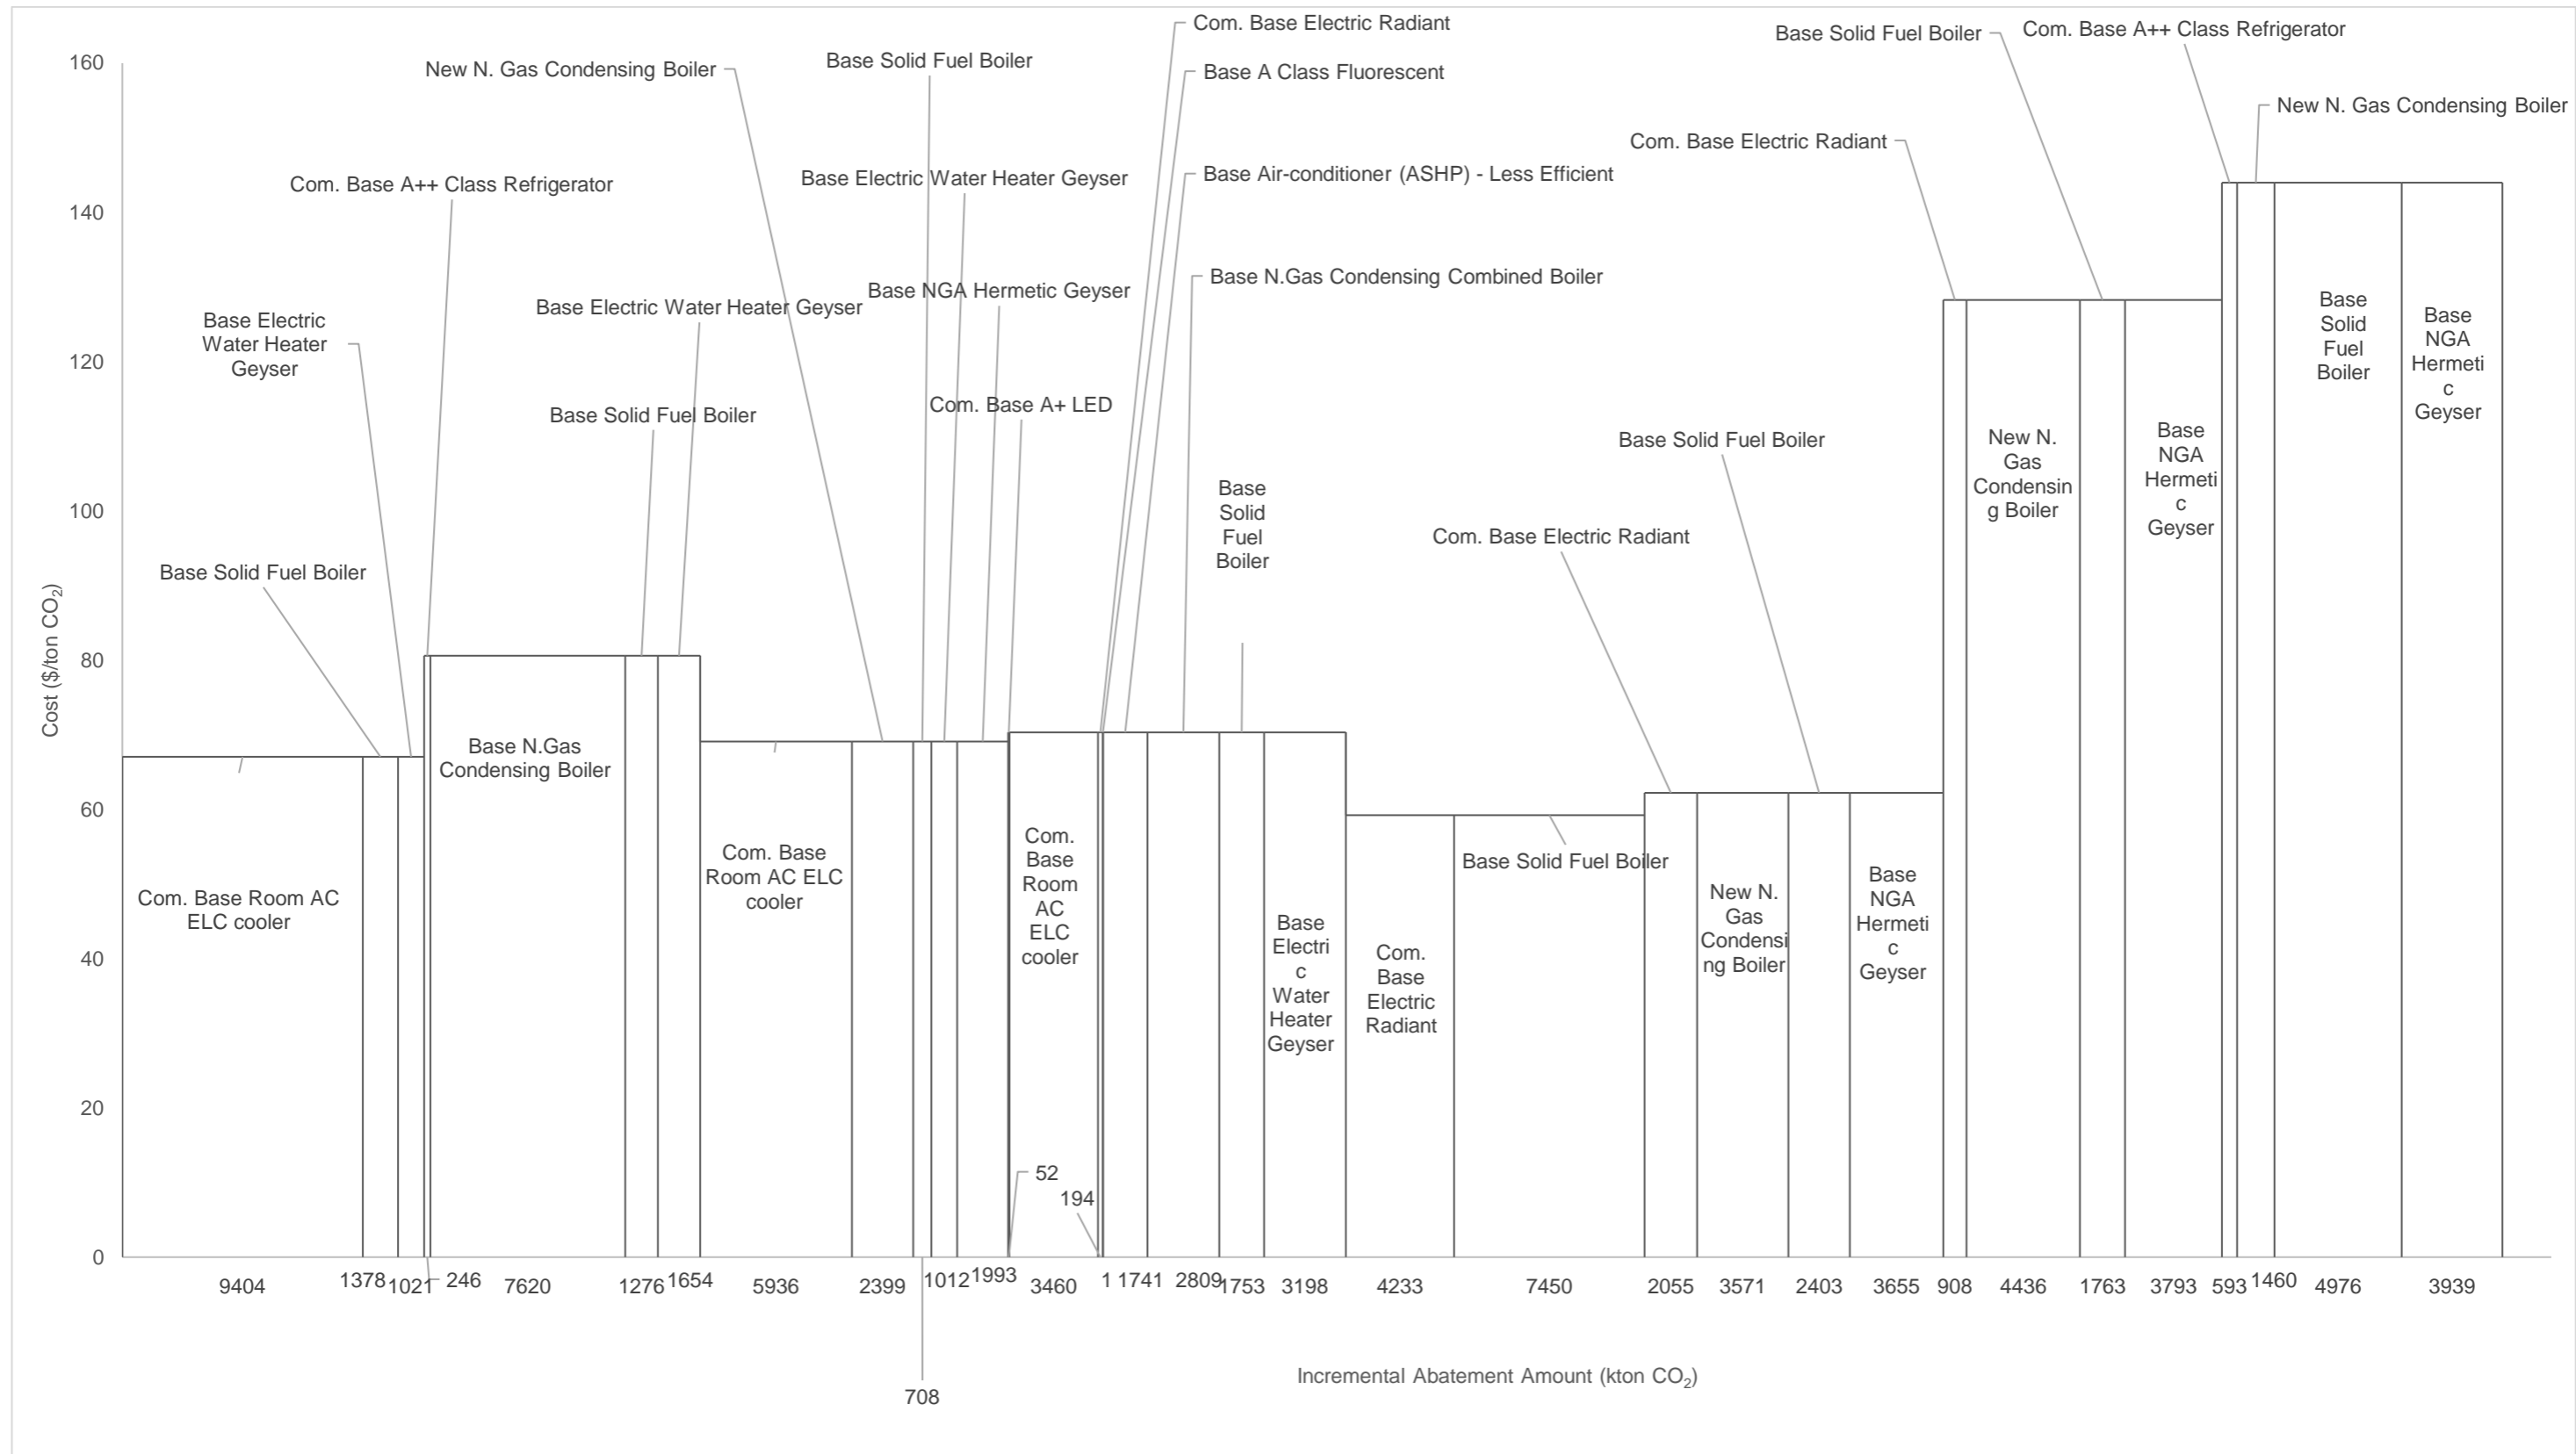 Com. Base Electric Radiant
Base Solid Fuel Boiler
Com. Base A++ Class Refrigerator
160
New N. Gas Condensing Boiler
Base Solid Fuel Boiler
Base A Class Fluorescent
New N. Gas Condensing Boiler
Com. Base Electric Radiant
Com. Base A++ Class Refrigerator
Base Electric Water Heater Geyser
Base Air-conditioner (ASHP) - Less Efficient
140
Base N.Gas Condensing Combined Boiler
Base NGA Hermetic Geyser
Base Electric Water Heater Geyser
Base Electric
Water Heater
Geyser
Base
Solid
Fuel
Boiler
Base
NGA
Hermeti
c
Geyser
120
Com. Base A+ LED
Base Solid Fuel Boiler
Base Solid Fuel Boiler
New N.
Gas
Condensin
g Boiler
Base
NGA
Hermeti
c
Geyser
Base
Solid
Fuel
Boiler
100
Com. Base Electric Radiant
Base Solid Fuel Boiler
Cost ($/ton CO₂)
80
Base N.Gas
Condensing Boiler
60
Com. Base Room AC
ELC cooler
Com. Base
Room AC ELC
cooler
Com.
Base
Room
AC
ELC
cooler
Base
Electri
c
Water
Heater
Geyser
Com.
Base
Electric
Radiant
Base Solid Fuel Boiler
New N.
Gas
Condensi
ng Boiler
Base
NGA
Hermeti
c
Geyser
40
20
52
194
0
9404
1378
1021
246
7620
1276
1654
5936
2399
708
1012
1993
3460
1
1741
2809
1753
3198
4233
7450
2055
3571
2403
3655
908
4436
1763
3793
593
1460
4976
3939
Incremental Abatement Amount (kton CO₂)